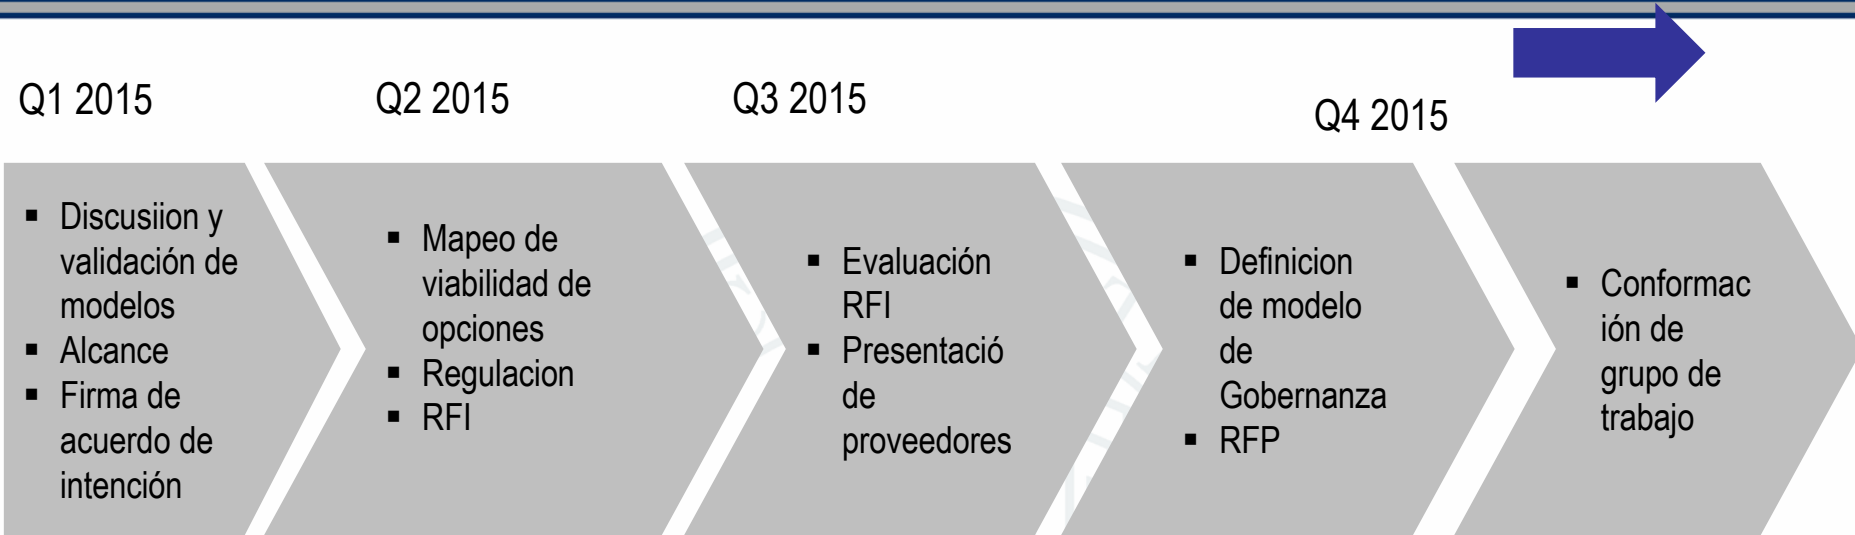 Q1 2015
Q2 2015
Q3 2015
Q4 2015
▪ Discusiion y
validación de
modelos
▪ Alcance
▪ Firma de
acuerdo de
intención
▪ Mapeo de
viabilidad de
opciones
▪ Regulacion
▪ RFI
▪ Evaluación
RFI
▪ Presentació
de
proveedores
▪ Definicion
de modelo
de
Gobernanza
▪ RFP
▪ Conformac
ión de
grupo de
trabajo